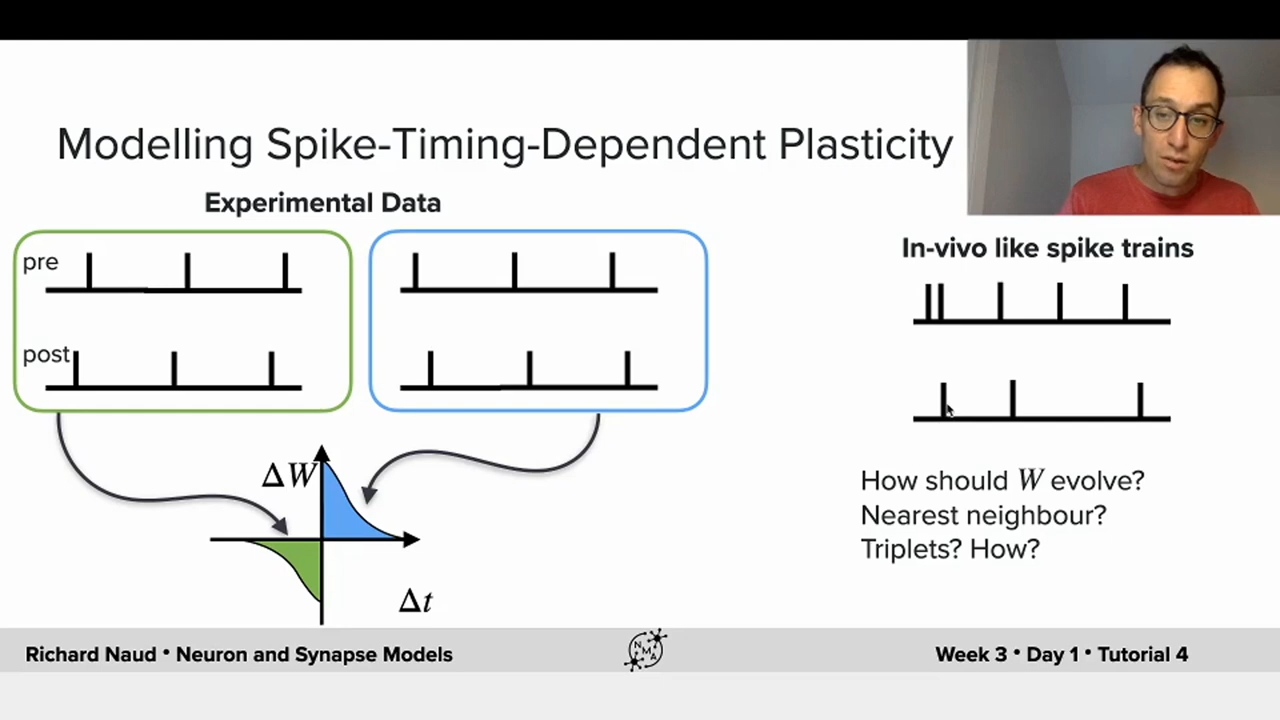 Modelling Spike-Timing-Dependent Plasticity
Experimental Data
pre
post
ΔW
Δt
In-vivo like spike trains
How should W evolve?
Nearest neighbour?
Triplets? How?
Richard Naud • Neuron and Synapse Models
NMA
Week 3 • Day 1 • Tutorial 4